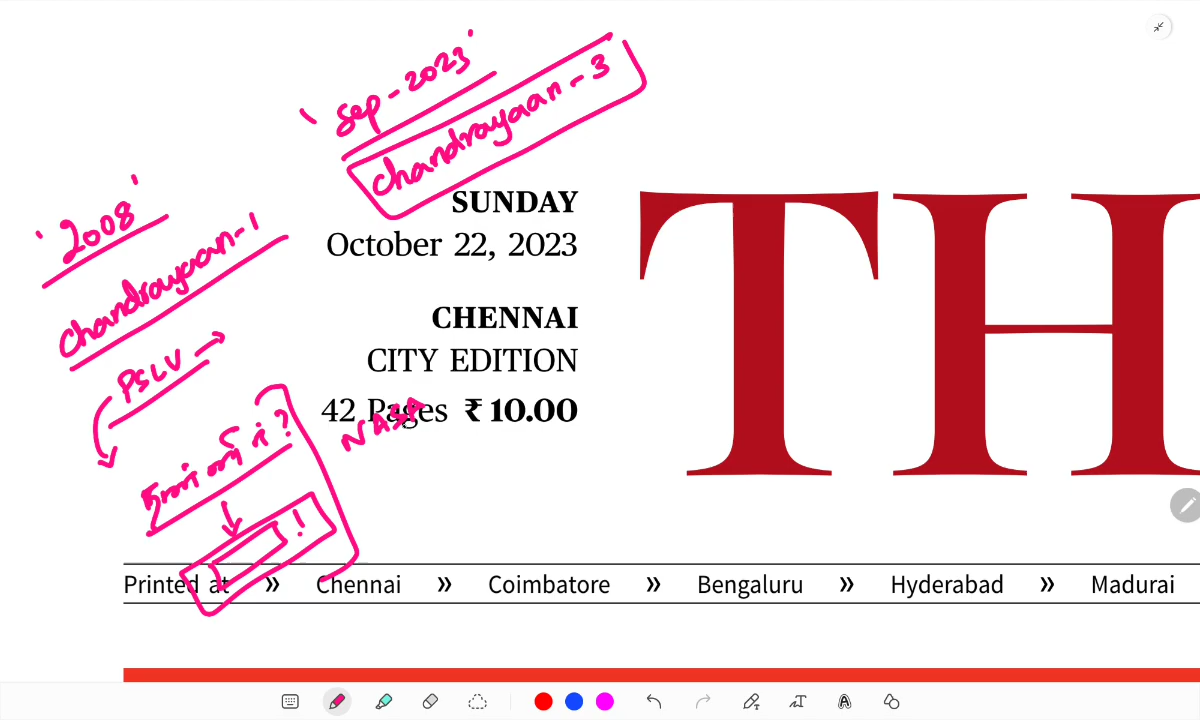 'Sep-2023'
chandrayaan-3
'2008'
chandrayaan-1
PSLV
NASA
SUNDAY
October 22, 2023
CHENNAI
CITY EDITION
42 Pages ₹ 10.00
TH
Printed at » Chennai » Coimbatore » Bengaluru » Hyderabad » Madurai